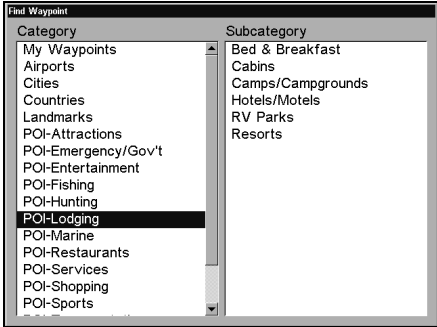 Find Waypoint
Category
My Waypoints
Airports
Cities
Countries
Landmarks
POI-Attractions
POI-Emergency/Gov't
POI-Entertainment
POI-Fishing
POI-Hunting
POI-Lodging
POI-Marine
POI-Restaurants
POI-Services
POI-Shopping
POI-Sports
Subcategory
Bed & Breakfast
Cabins
Camps/Campgrounds
Hotels/Motels
RV Parks
Resorts